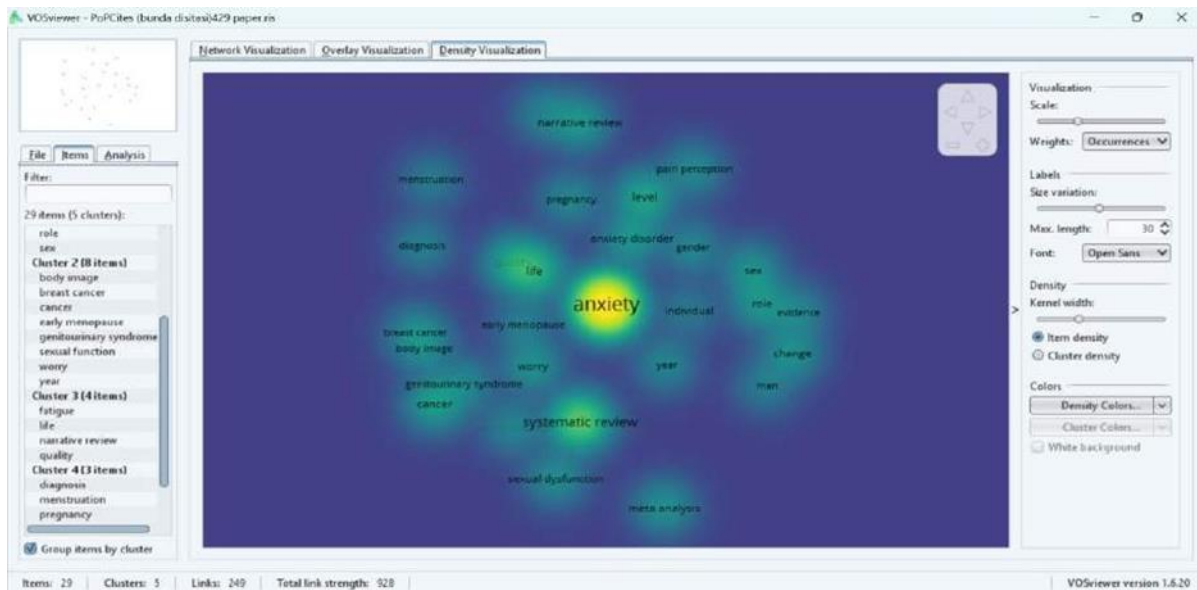 VOSviewer - PoPCites (bunda disitasi)429 paper.ris
Network Visualization Overlay Visualization Density Visualization
File Items Analysis
Filter:
29 items (5 clusters):
role
sex
Cluster 2 (8 items)
body image
breast cancer
cancer
early menopause
genitourinary syndrome
sexual function
worry
year
Cluster 3 (4 items)
fatigue
life
narrative review
quality
Cluster 4 (3 items)
diagnosis
menstruation
pregnancy
Group items by cluster
narrative review
menstruation
pain perception
pregnancy
level
diagnosis
anxiety disorder
gender
quality
life
sex
anxiety
individual
role
evidence
early menopause
breast cancer
body image
change
worry
year
genitourinary syndrome
man
cancer
systematic review
sexual dysfunction
meta analysis
>
Visualization
Scale:
Weights: Occurrences
Labels
Size variation:
Max. length: 30
Font: Open Sans
Density
Kernel width:
Item density
Cluster density
Colors
Density Colors...
Cluster Colors...
White background
Items: 29 Clusters: 5 Links: 249 Total link strength: 928 VOSviewer version 1.6.20